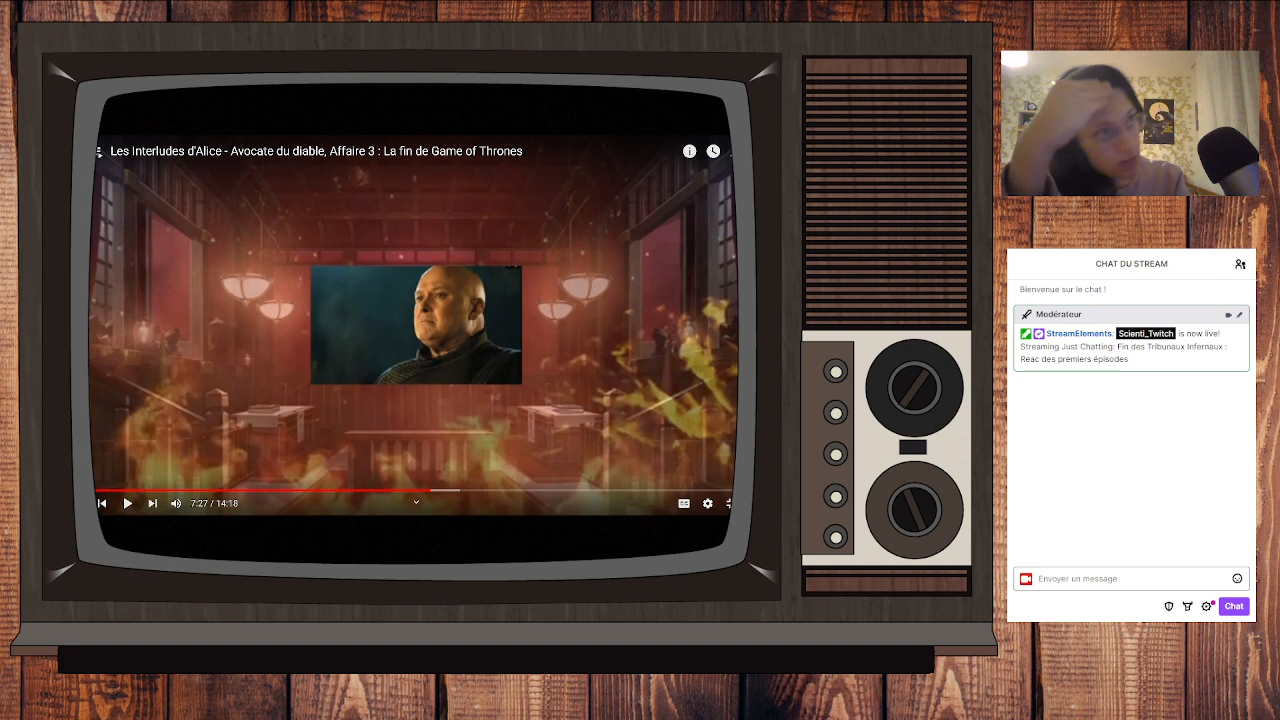 Les Interludes d'Alice - Avocate du diable, Affaire 3 : La fin de Game of Thrones
7:27 / 14:18
CHAT DU STREAM
Bienvenue sur le chat !
Modérateur
StreamElements: Scienti_Twitch is now live!
Streaming Just Chatting: Fin des Tribunaux Infernaux :
Reac des premiers épisodes
Envoyer un message
Chat